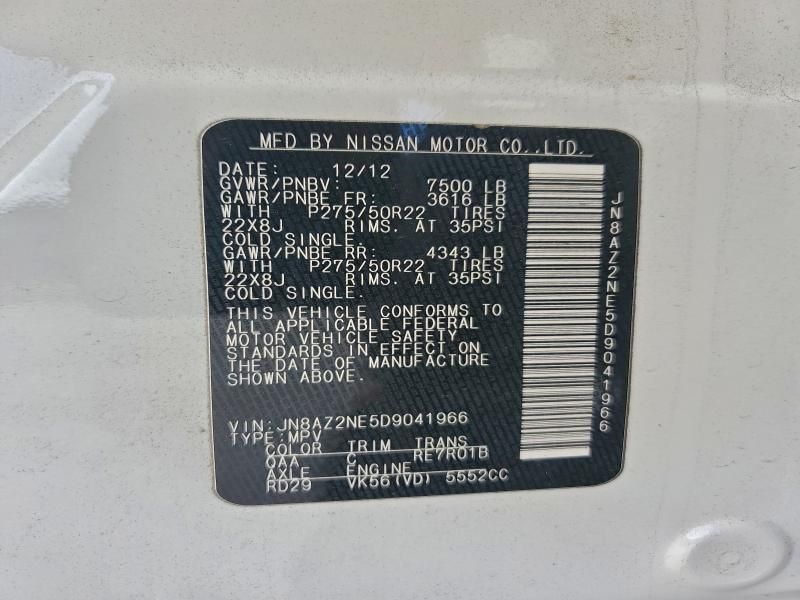 MFD BY NISSAN MOTOR CO.,LTD.
DATE: 12/12
GVWR/PNBV: 7500 LB
GAWR/PNBE FR: 3616 LB
WITH P275/50R22 TIRES
22X8J RIMS. AT 35PSI
COLD SINGLE.
GAWR/PNBE RR: 4343 LB
WITH P275/50R22 TIRES
22X8J RIMS. AT 35PSI
COLD SINGLE.
THIS VEHICLE CONFORMS TO
ALL APPLICABLE FEDERAL
MOTOR VEHICLE SAFETY
STANDARDS IN EFFECT ON
THE DATE OF MANUFACTURE
SHOWN ABOVE.
VIN: JN8AZ2NE5D9041966
TYPE: MPV
COLOR TRIM TRANS
QAA C RE7R01B
AXLE ENGINE
RD29 VK56(VD) 5552CC
JN8AZ2NE5D9041966